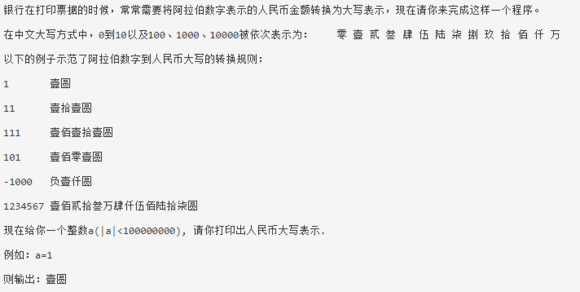 银行在打印票据的时候，常常需要将阿拉伯数字表示的人民币金额转换为大写表示，现在请你来完成这样一个程序。
在中文大写方式中，0到10以及100、1000、10000被依次表示为： 零 壹 贰 叁 肆 伍 陆 柒 捌 玖 拾 佰 仟 万
以下的例子示范了阿拉伯数字到人民币大写的转换规则：
1 壹圆
11 壹拾壹圆
111 壹佰壹拾壹圆
101 壹佰零壹圆
-1000 负壹仟圆
1234567 壹佰贰拾叁万肆仟伍佰陆拾柒圆
现在给你一个整数a(|a|<100000000)，请你打印出人民币大写表示.
例如：a=1
则输出：壹圆